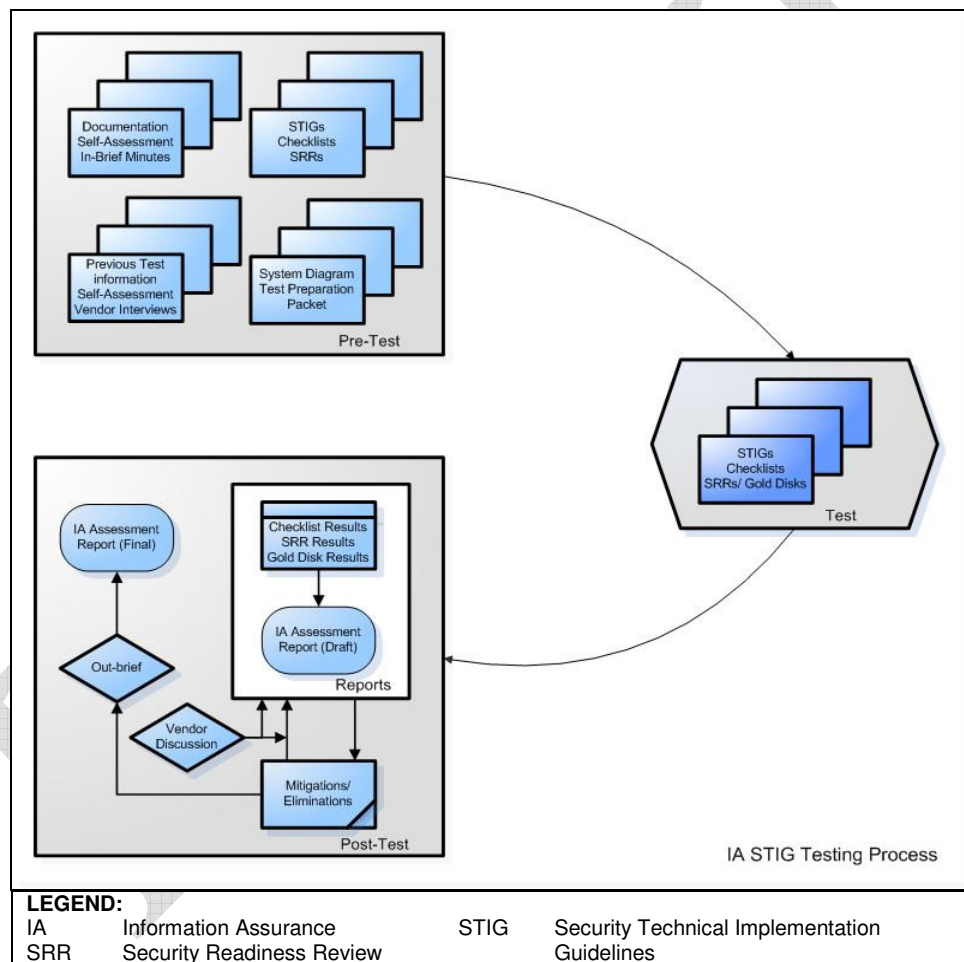 Documentation
Self-Assessment
In-Brief Minutes
STIGs
Checklists
SRRs
Previous Test
information
Self-Assessment
Vendor Interviews
System Diagram
Test Preparation
Packet
Pre-Test
STIGs
Checklists
SRRs/ Gold Disks
Test
IA Assessment
Report (Final)
Checklist Results
SRR Results
Gold Disk Results
IA Assessment
Report (Draft)
Reports
Out-brief
Vendor
Discussion
Mitigations/
Eliminations
Post-Test
IA STIG Testing Process
LEGEND:
IA Information Assurance STIG Security Technical Implementation
SRR Security Readiness Review Guidelines